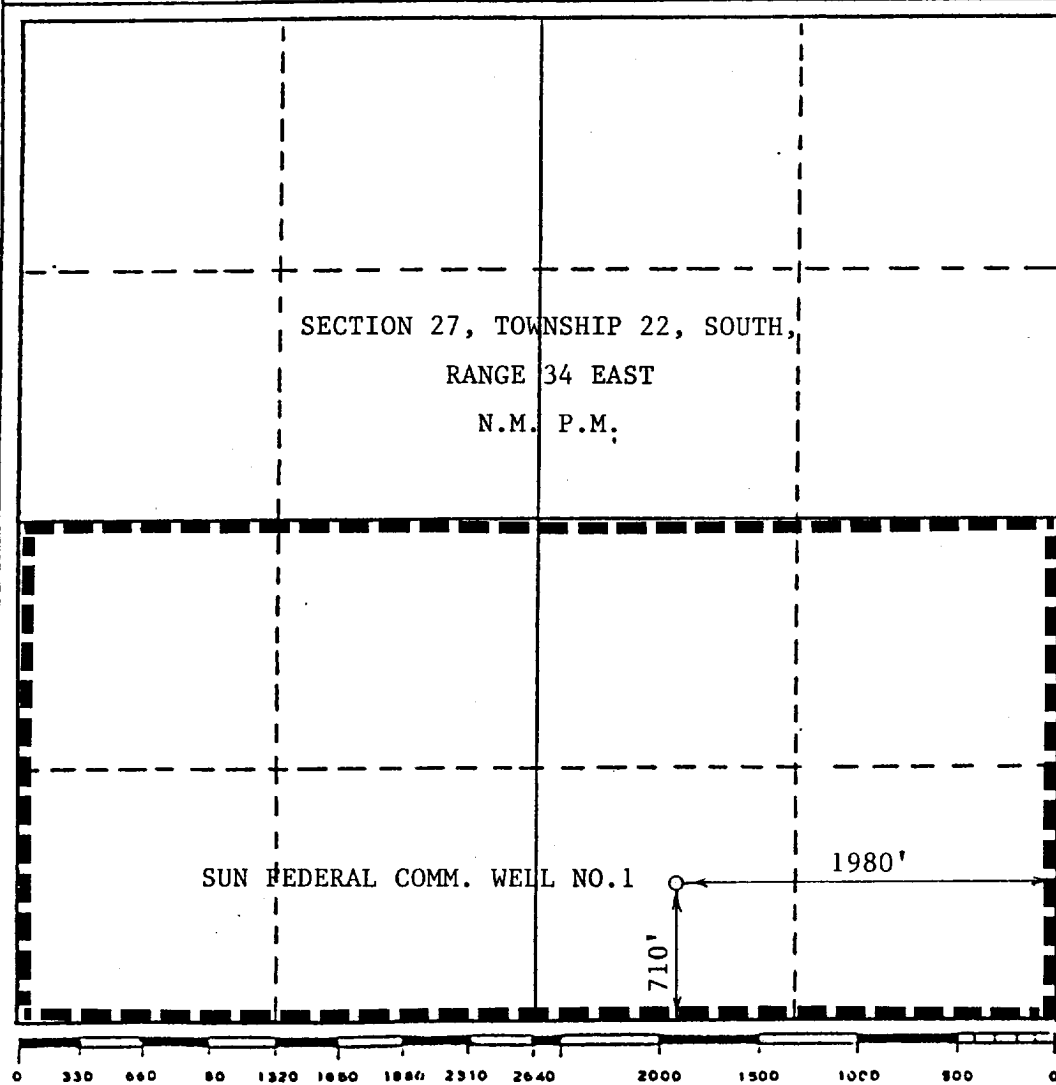 SECTION 27, TOWNSHIP 22, SOUTH,
RANGE 34 EAST
N.M. P.M.
SUN FEDERAL COMM. WELL NO.1
1980'
710'
0 330 660 1320 2310 2640 2000 1500 1000 500 0